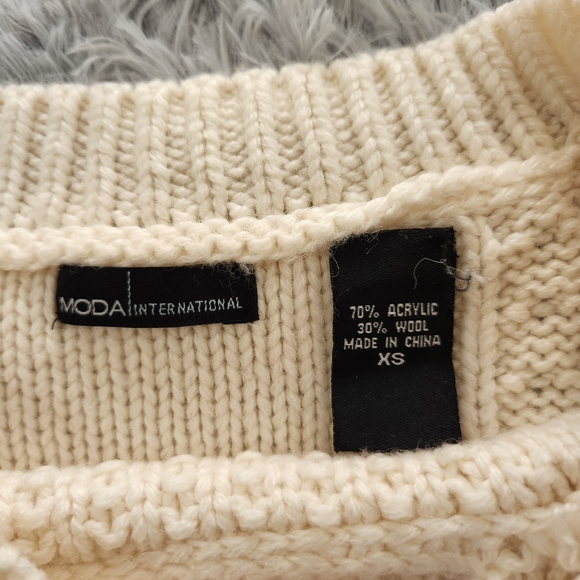 MODA INTERNATIONAL
70% ACRYLIC
30% WOOL
MADE IN CHINA
XS